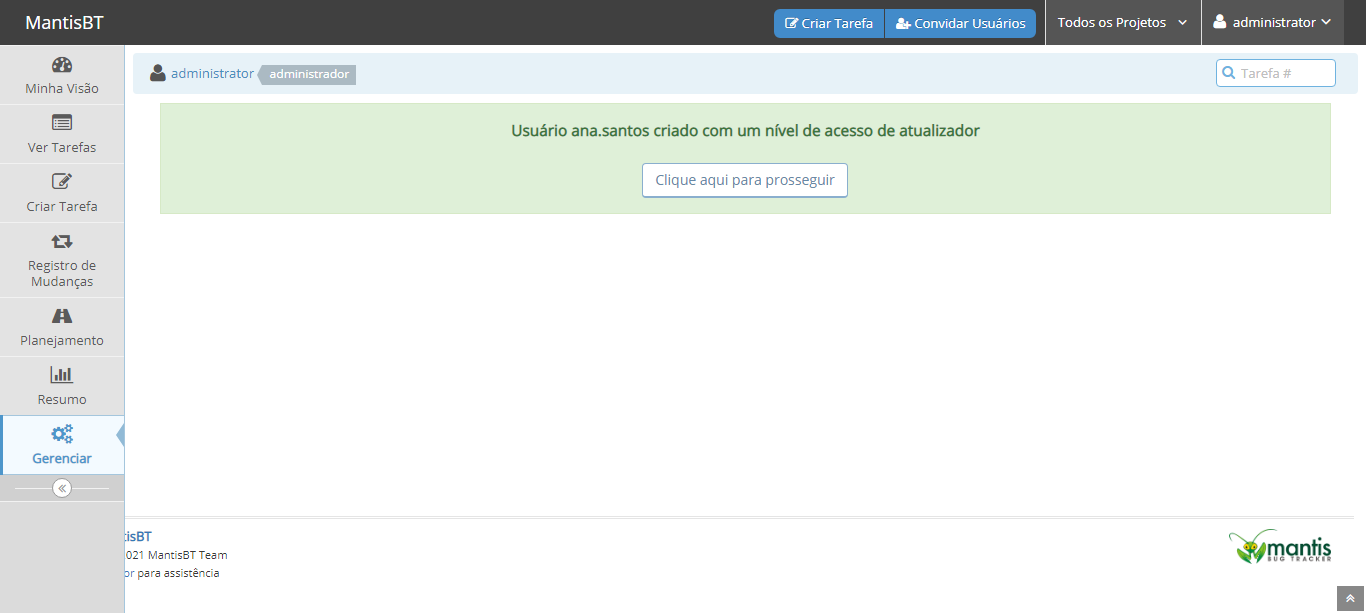 MantisBT
Criar Tarefa
Convidar Usuários
Todos os Projetos
administrator
Minha Visão
Ver Tarefas
Criar Tarefa
Registro de
Mudanças
Planejamento
Resumo
Gerenciar
administrator administrador
Tarefa #
Usuário ana.santos criado com um nível de acesso de atualizador
Clique aqui para prosseguir
tisBT
021 MantisBT Team
or para assistência
mantis
BUG TRACKER